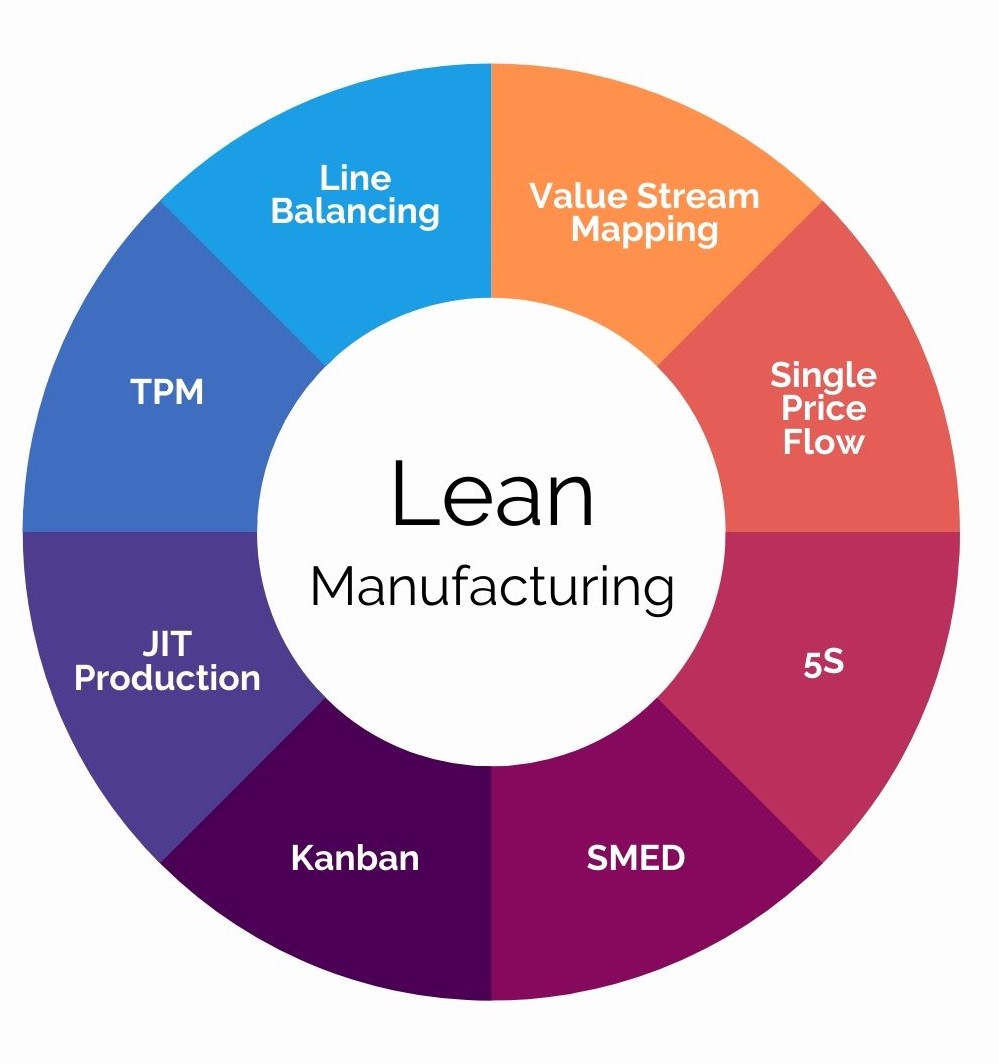 Line
Balancing
Value Stream
Mapping
Single
Price
Flow
5S
SMED
Kanban
JIT
Production
TPM
Lean
Manufacturing